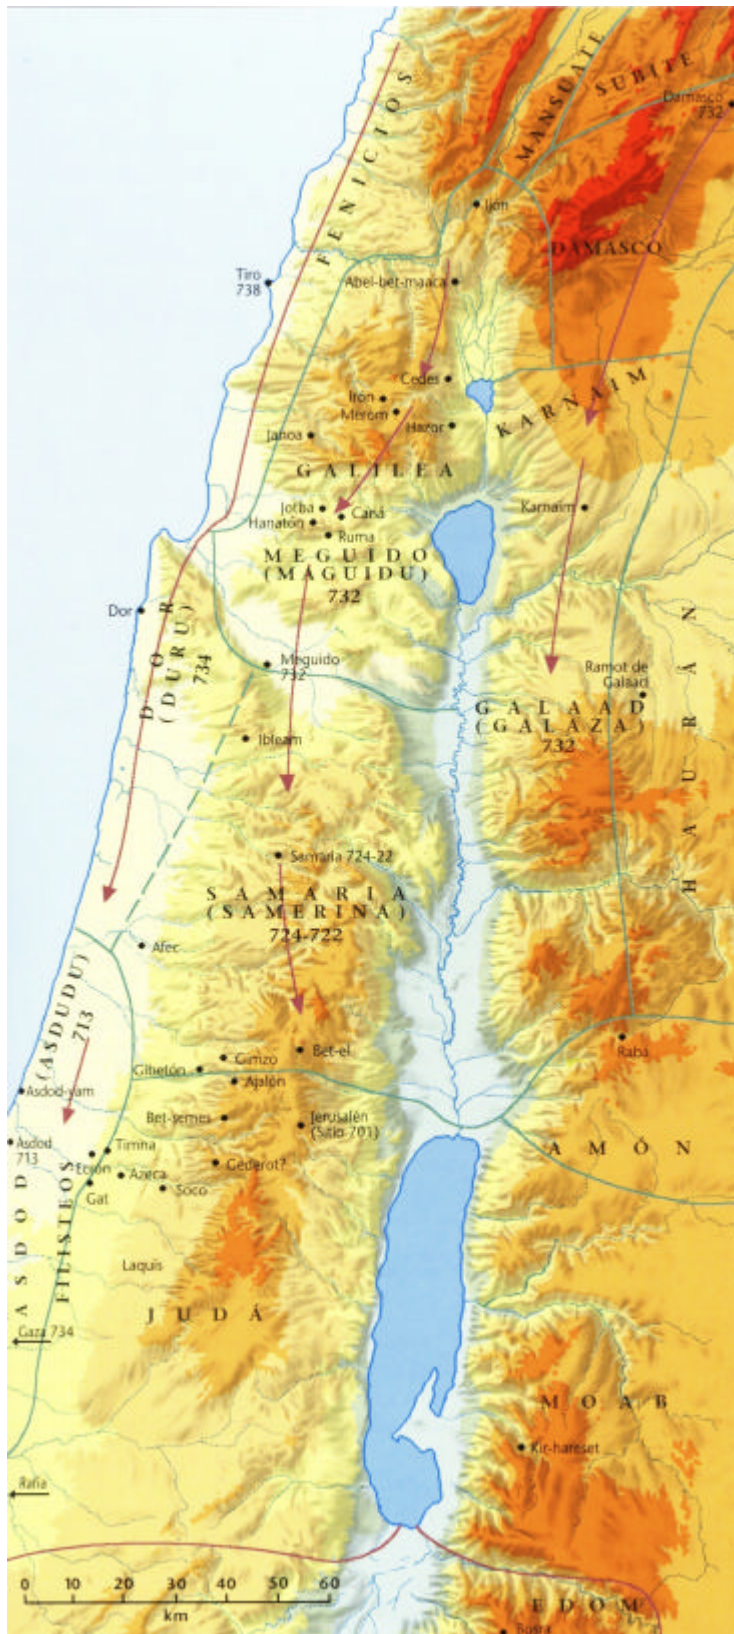 MANSUATE
SUBITE
Damasco
732
FENICIOS
Ijon
DAMASCO
Tiro
738
Abel-bet-maaca
Cedes
Iron
Merom
KARNAIM
Janoa
Hazor
GALILEA
Jotba
Caná
Karnaim
Hanatón
Ruma
MEGUIDO
(MAGUIDU)
732
Dor
DOR
(DURU)
734
Meguido
732
Ramot de
Galaad
HAURÁN
GALAAD
(GALAZA)
732
Ibleam
Samaria 724-22
SAMARIA
(SAMERINA)
724-722
Afec
(ASDUDU)
713
Bet-el
Gimzo
Gibetón
Rabá
Ajalón
Asdod-yam
Bet-semes
Jerusalén
(Sitio 701)
Asdod
713
Timna
AMÓN
Ecrón
Gederot?
Azeca
Gat
Soco
ASDOD
FILISTEOS
Laquis
JUDÁ
Gaza 734
MOAB
Kir-hareset
Rafia
0 10 20 30 40 50 60
km
EDOM
Bosra